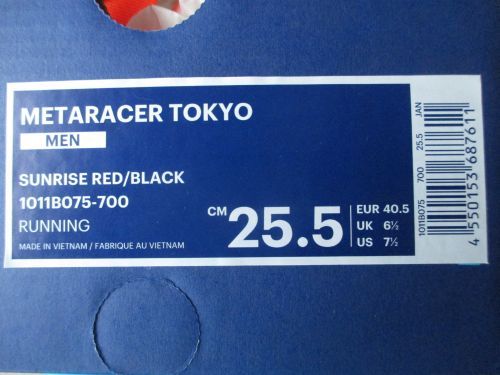 METARACER TOKYO
MEN
SUNRISE RED/BLACK
1011B075-700
RUNNING
MADE IN VIETNAM / FABRIQUE AU VIETNAM
CM 25.5
EUR 40.5
UK 6½
US 7½
1011B075 700 25.5 JAN
4 550153 687611